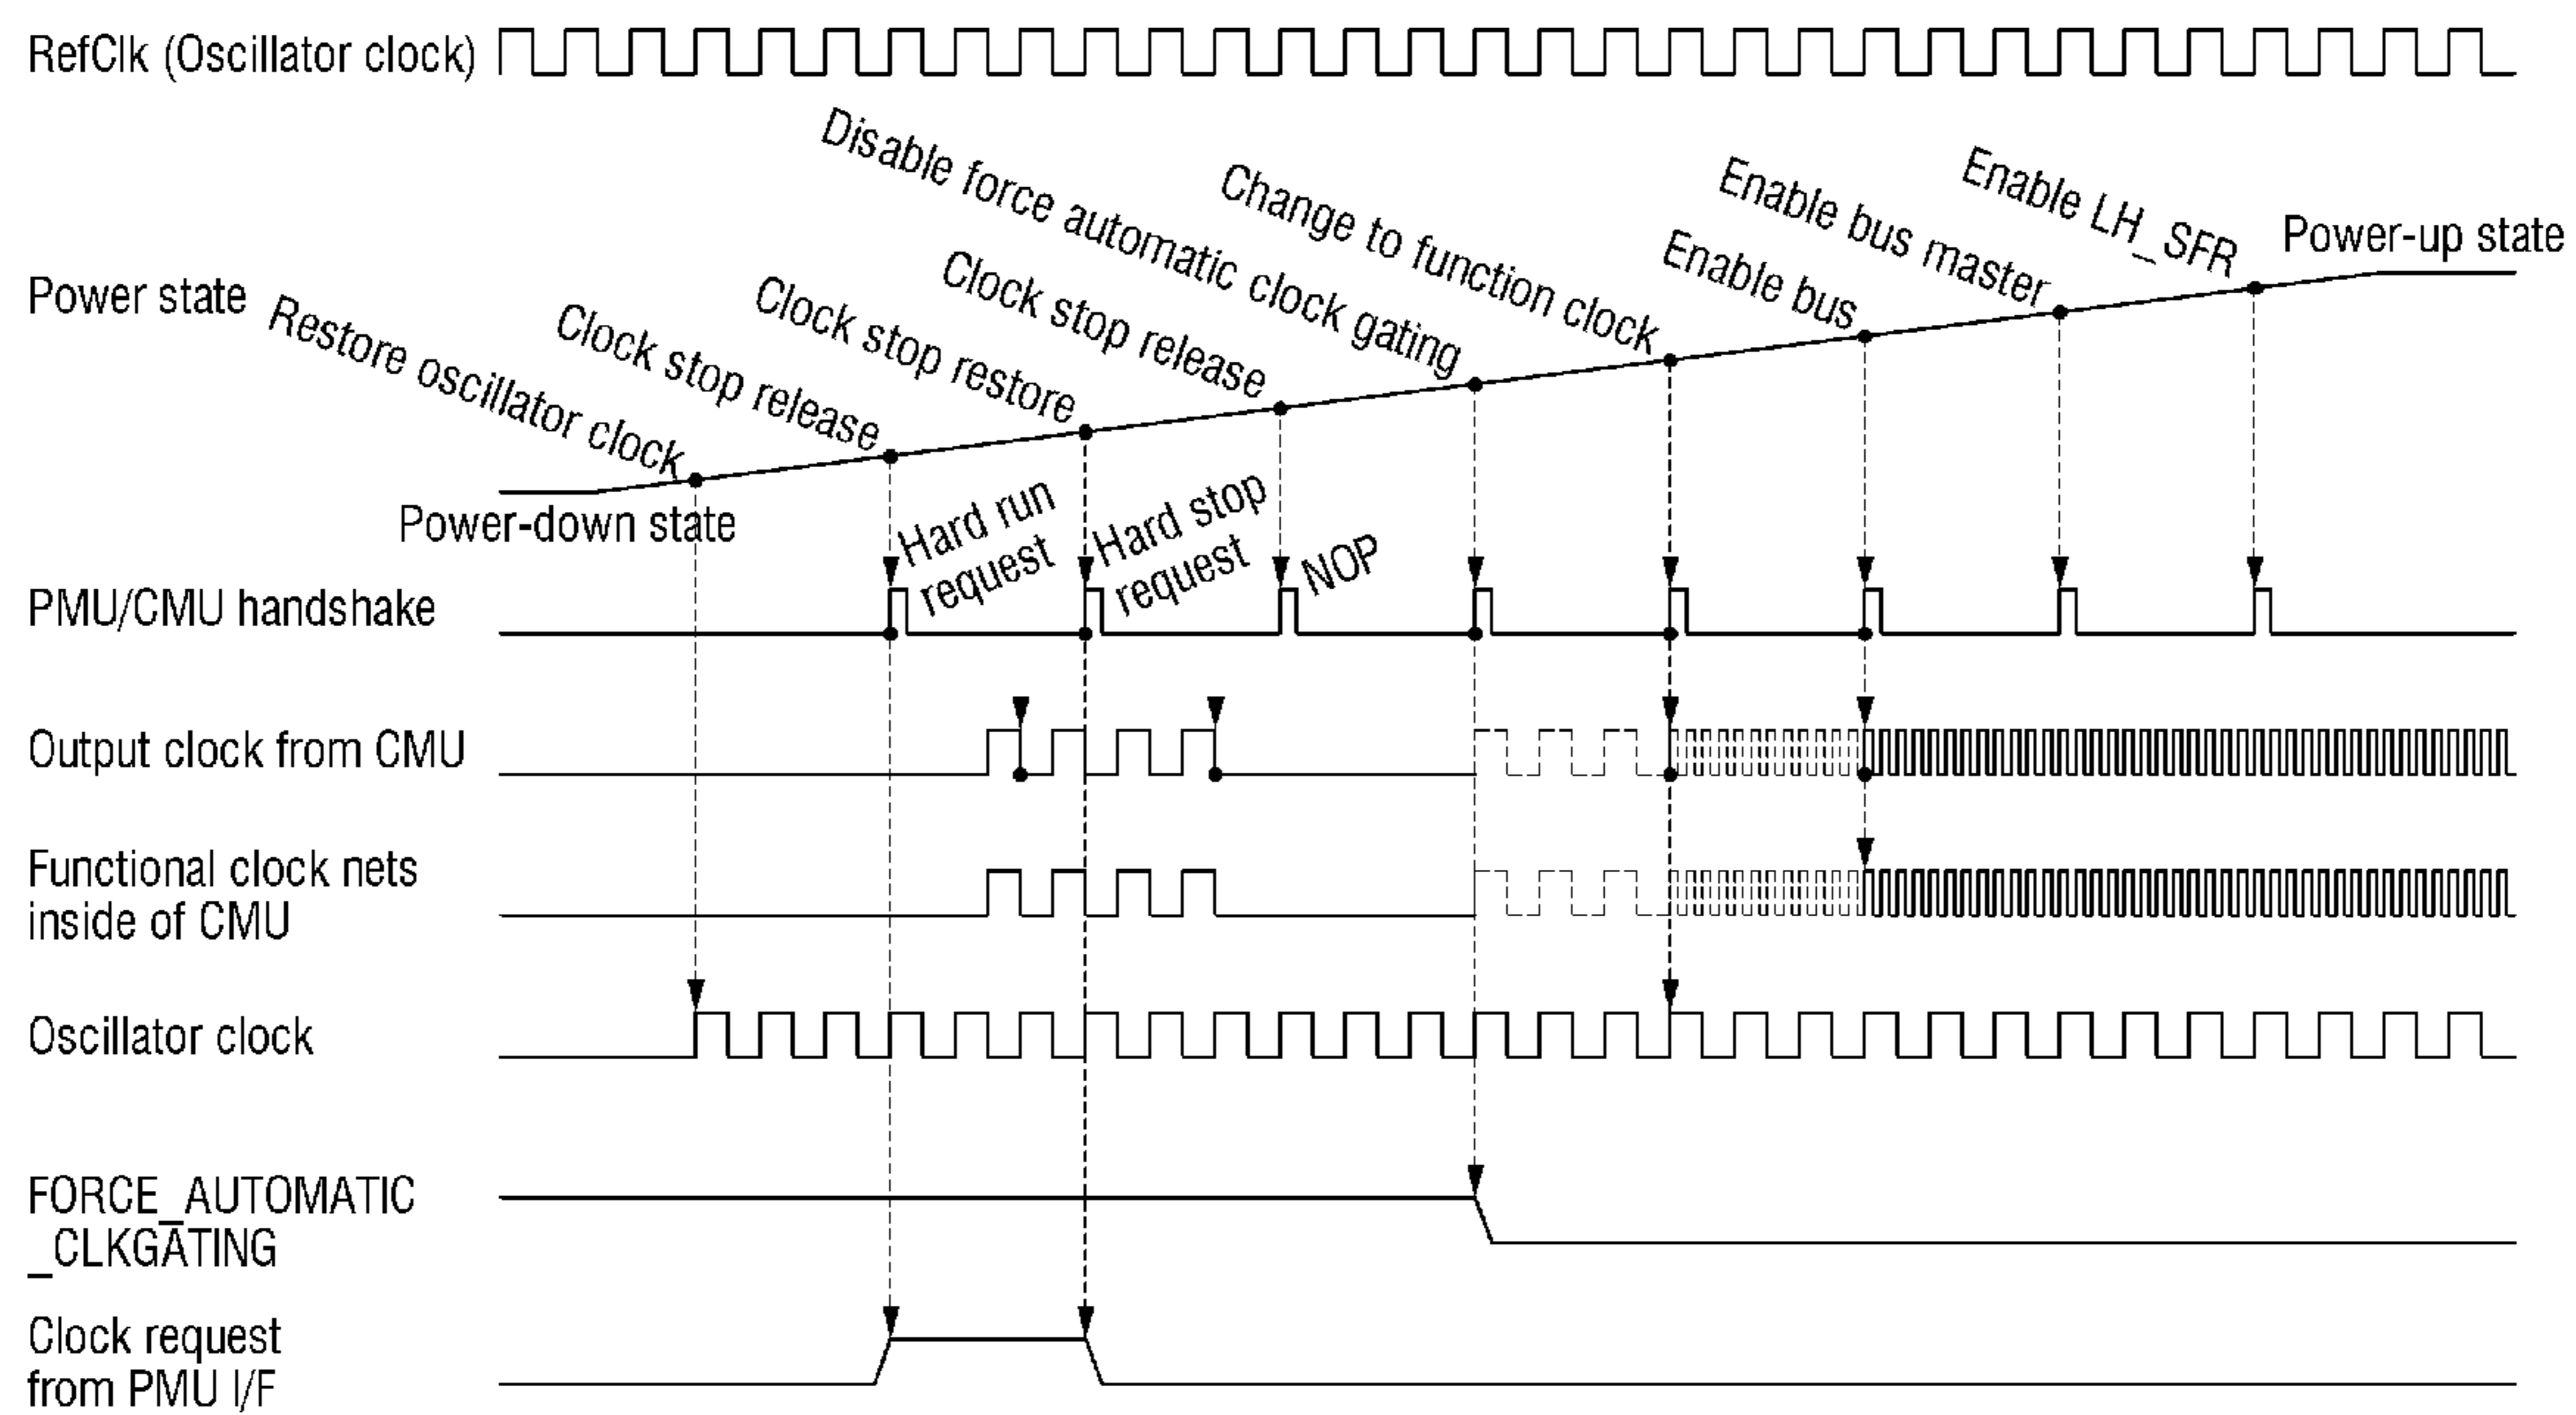 RefClk (Oscillator clock)
Disable force automatic clock gating
Change to function clock
Enable bus master
Enable LH_SFR
Power-up state
Power state
Restore oscillator clock
Clock stop release
Clock stop restore
Clock stop release
Enable bus
Power-down state
Hard run
request
Hard stop
request
NOP
PMU/CMU handshake
Output clock from CMU
Functional clock nets
inside of CMU
Oscillator clock
FORCE_AUTOMATIC
_CLKGATING
Clock request
from PMU I/F